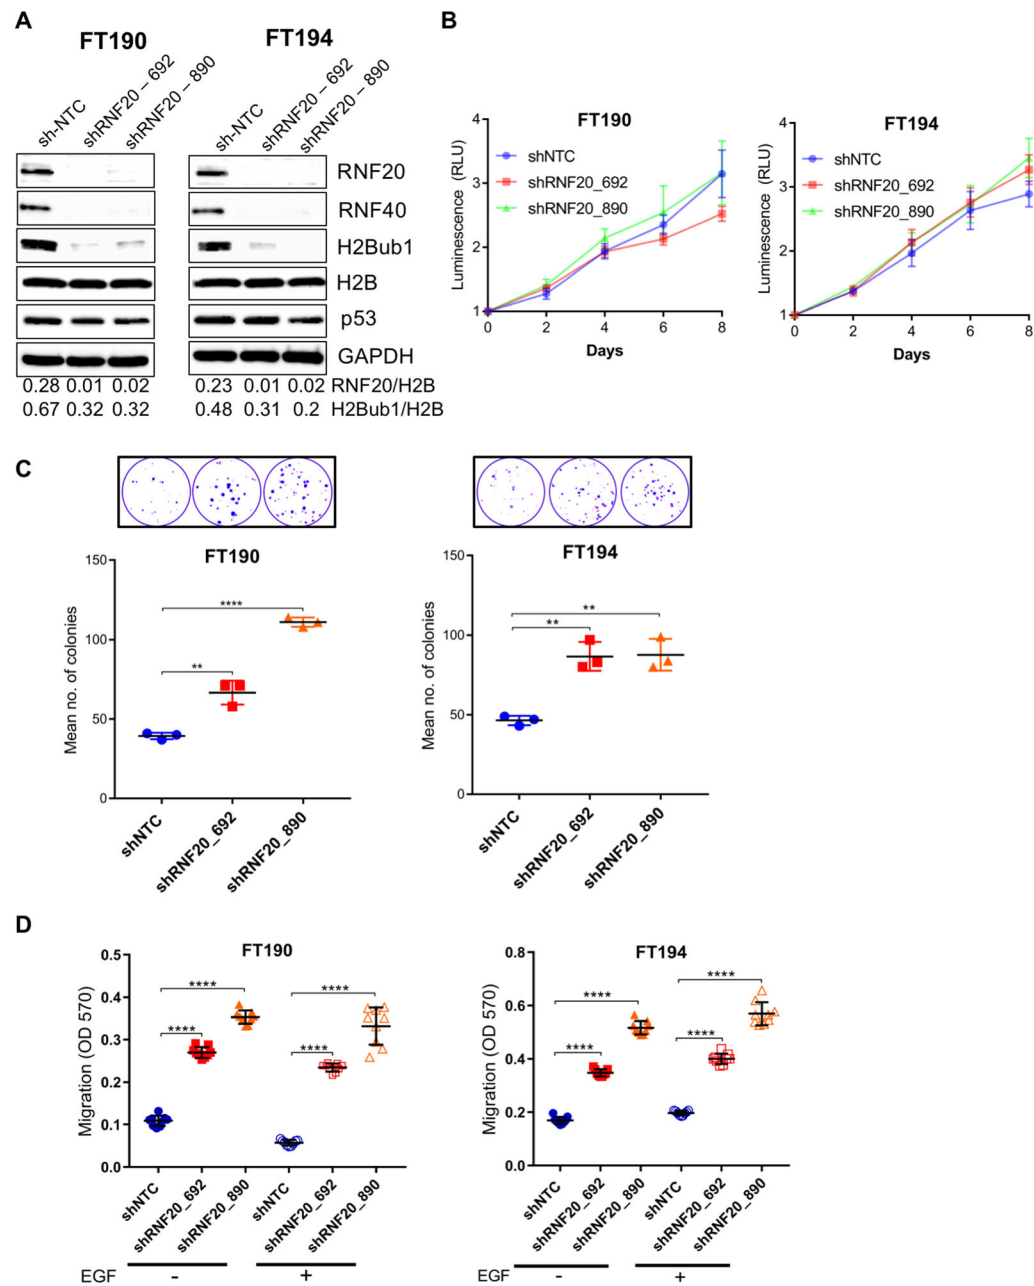 A
FT190
FT194
sh-NTC
shRNF20 – 692
shRNF20 – 890
sh-NTC
shRNF20 – 692
shRNF20 – 890
RNF20
RNF40
H2Bub1
H2B
p53
GAPDH
0.28 0.01 0.02
0.23 0.01 0.02 RNF20/H2B
0.67 0.32 0.32
0.48 0.31 0.2 H2Bub1/H2B
B
FT190
shNTC
shRNF20_692
shRNF20_890
Luminescence (RLU)
4
3
2
1
0 2 4 6 8
Days
FT194
shNTC
shRNF20_692
shRNF20_890
Luminescence (RLU)
4
3
2
1
0 2 4 6 8
Days
C
FT190
Mean no. of colonies
150
100
50
0
****
**
shNTC
shRNF20_692
shRNF20_890
FT194
Mean no. of colonies
150
100
50
0
**
**
shNTC
shRNF20_692
shRNF20_890
D
FT190
Migration (OD 570)
0.5
0.4
0.3
0.2
0.1
0.0
****
****
****
****
shNTC
shRNF20_692
shRNF20_890
shNTC
shRNF20_692
shRNF20_890
EGF - +
FT194
Migration (OD 570)
0.8
0.6
0.4
0.2
0.0
****
****
****
****
shNTC
shRNF20_692
shRNF20_890
shNTC
shRNF20_692
shRNF20_890
EGF - +